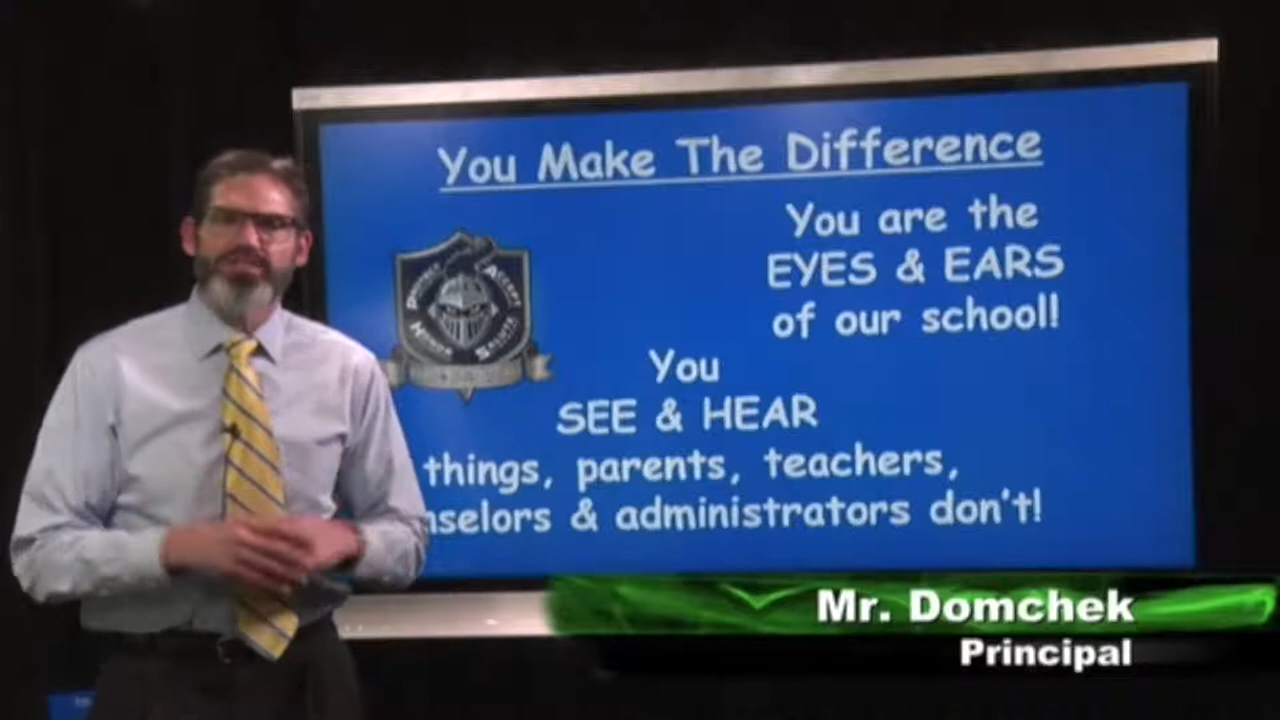 You Make The Difference
You are the
EYES & EARS
of our school!
You
SEE & HEAR
things, parents, teachers,
nselors & administrators don't!
Mr. Domchek
Principal